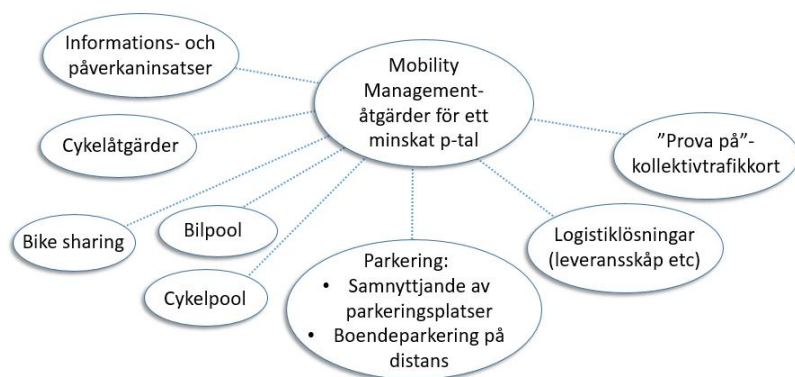 Informations- och
påverkaninsatser
Mobility
Management-
åtgärder för ett
minskat p-tal
Cykelåtgärder
”Prova på”-
kollektivtrafikkort
Bike sharing
Bilpool
Cykelpool
Parkering:
• Samnyttjande av
parkeringsplatser
• Boendeparkering på
distans
Logistiklösningar
(leveransskåp etc)